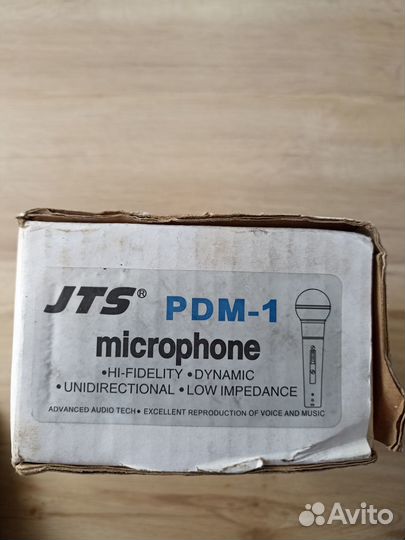 JTS® PDM-1
microphone
•HI-FIDELITY •DYNAMIC
•UNIDIRECTIONAL •LOW IMPEDANCE
ADVANCED AUDIO TECH• EXCELLENT REPRODUCTION OF VOICE AND MUSIC
Avito